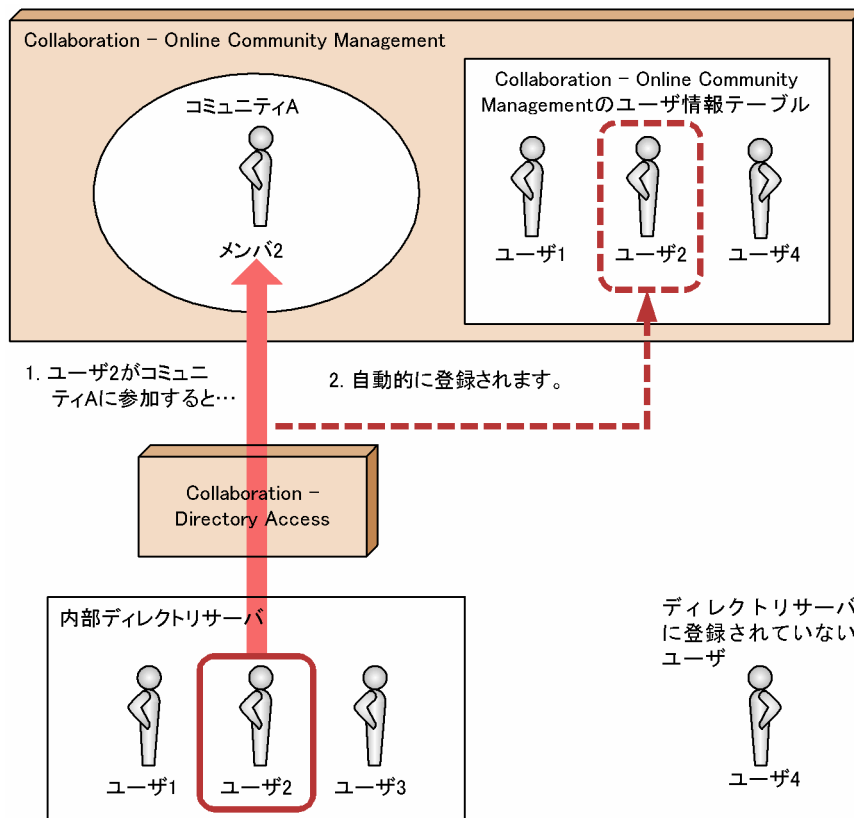 Collaboration - Online Community Management
コミュニティA
メンバ2
Collaboration - Online Community
Managementのユーザ情報テーブル
ユーザ1
ユーザ2
ユーザ4
1. ユーザ2がコミュニ
ティAに参加すると…
2. 自動的に登録されます。
Collaboration -
Directory Access
内部ディレクトリサーバ
ユーザ1
ユーザ2
ユーザ3
ディレクトリサーバ
に登録されていない
ユーザ
ユーザ4